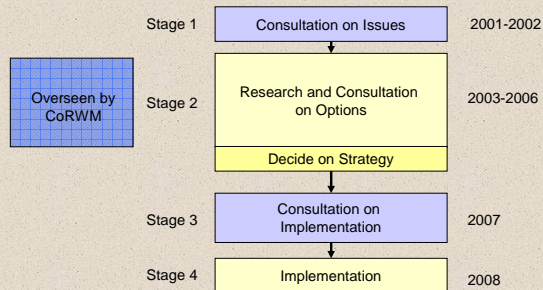 Stage 1
Consultation on Issues
2001-2002
Overseen by
CoRWM
Stage 2
Research and Consultation
on Options
2003-2006
Decide on Strategy
Stage 3
Consultation on
Implementation
2007
Stage 4
Implementation
2008